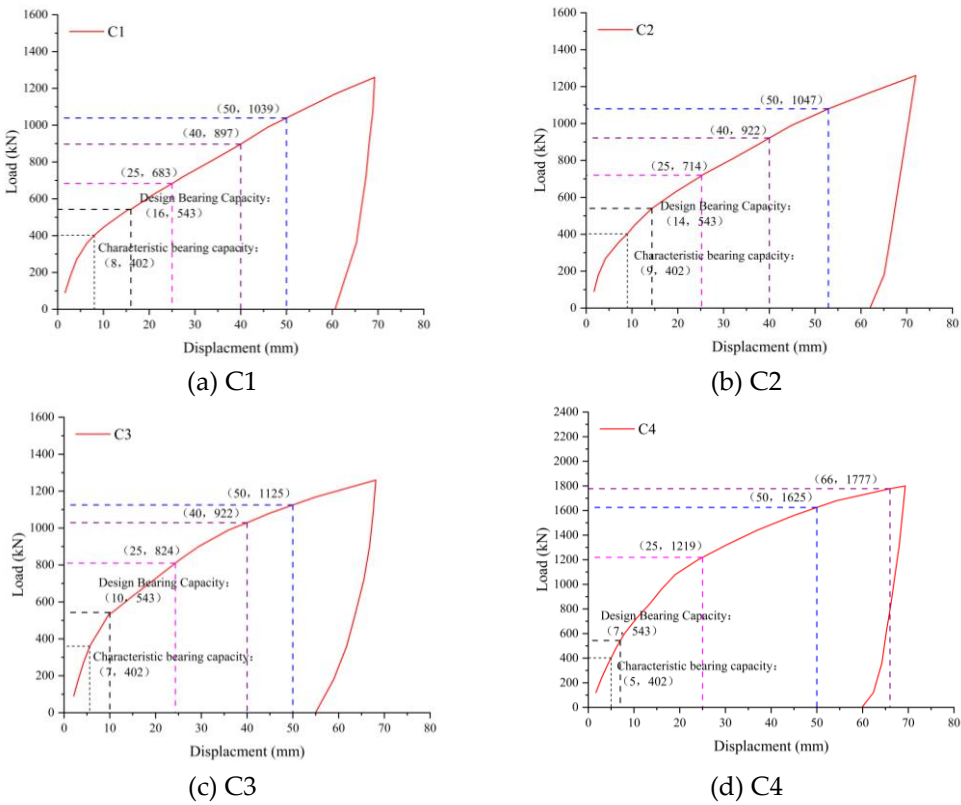 1600
1400
1200
1000
800
600
400
200
0
Load (kN)
C1
（50，1039）
（40，897）
（25，683）
Design Bearing Capacity：
（16，543）
Characteristic bearing capacity：
（8，402）
0 10 20 30 40 50 60 70 80
Displacment (mm)
(a) C1
1600
1400
1200
1000
800
600
400
200
0
Load (kN)
C2
（50，1047）
（40，922）
（25，714）
Design Bearing Capacity：
（14，543）
Characteristic bearing capacity：
（9，402）
0 10 20 30 40 50 60 70 80
Displacment (mm)
(b) C2
1600
1400
1200
1000
800
600
400
200
0
Load (kN)
C3
（50，1125）
（40，922）
（25，824）
Design Bearing Capacity：
（10，543）
Characteristic bearing capacity：
（7，402）
0 10 20 30 40 50 60 70 80
Displacment (mm)
(c) C3
2400
2200
2000
1800
1600
1400
1200
1000
800
600
400
200
0
Load (kN)
C4
（66，1777）
（50，1625）
（25，1219）
Design Bearing Capacity：
（7，543）
Characteristic bearing capacity：
（5，402）
0 10 20 30 40 50 60 70 80
Displacment (mm)
(d) C4